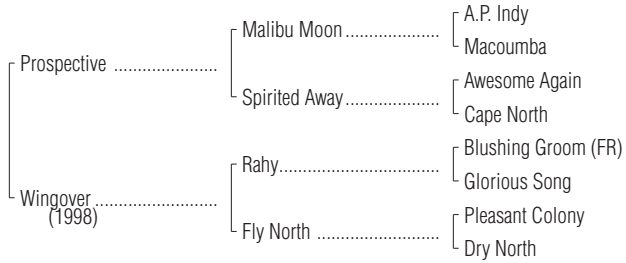 A.P. Indy
Malibu Moon ....................
Macoumba
Prospective ......................
Awesome Again
Spirited Away....................
Cape North
Blushing Groom (FR)
Rahy..................................
Glorious Song
Wingover ..........................
(1998)
Pleasant Colony
Fly North ..........................
Dry North